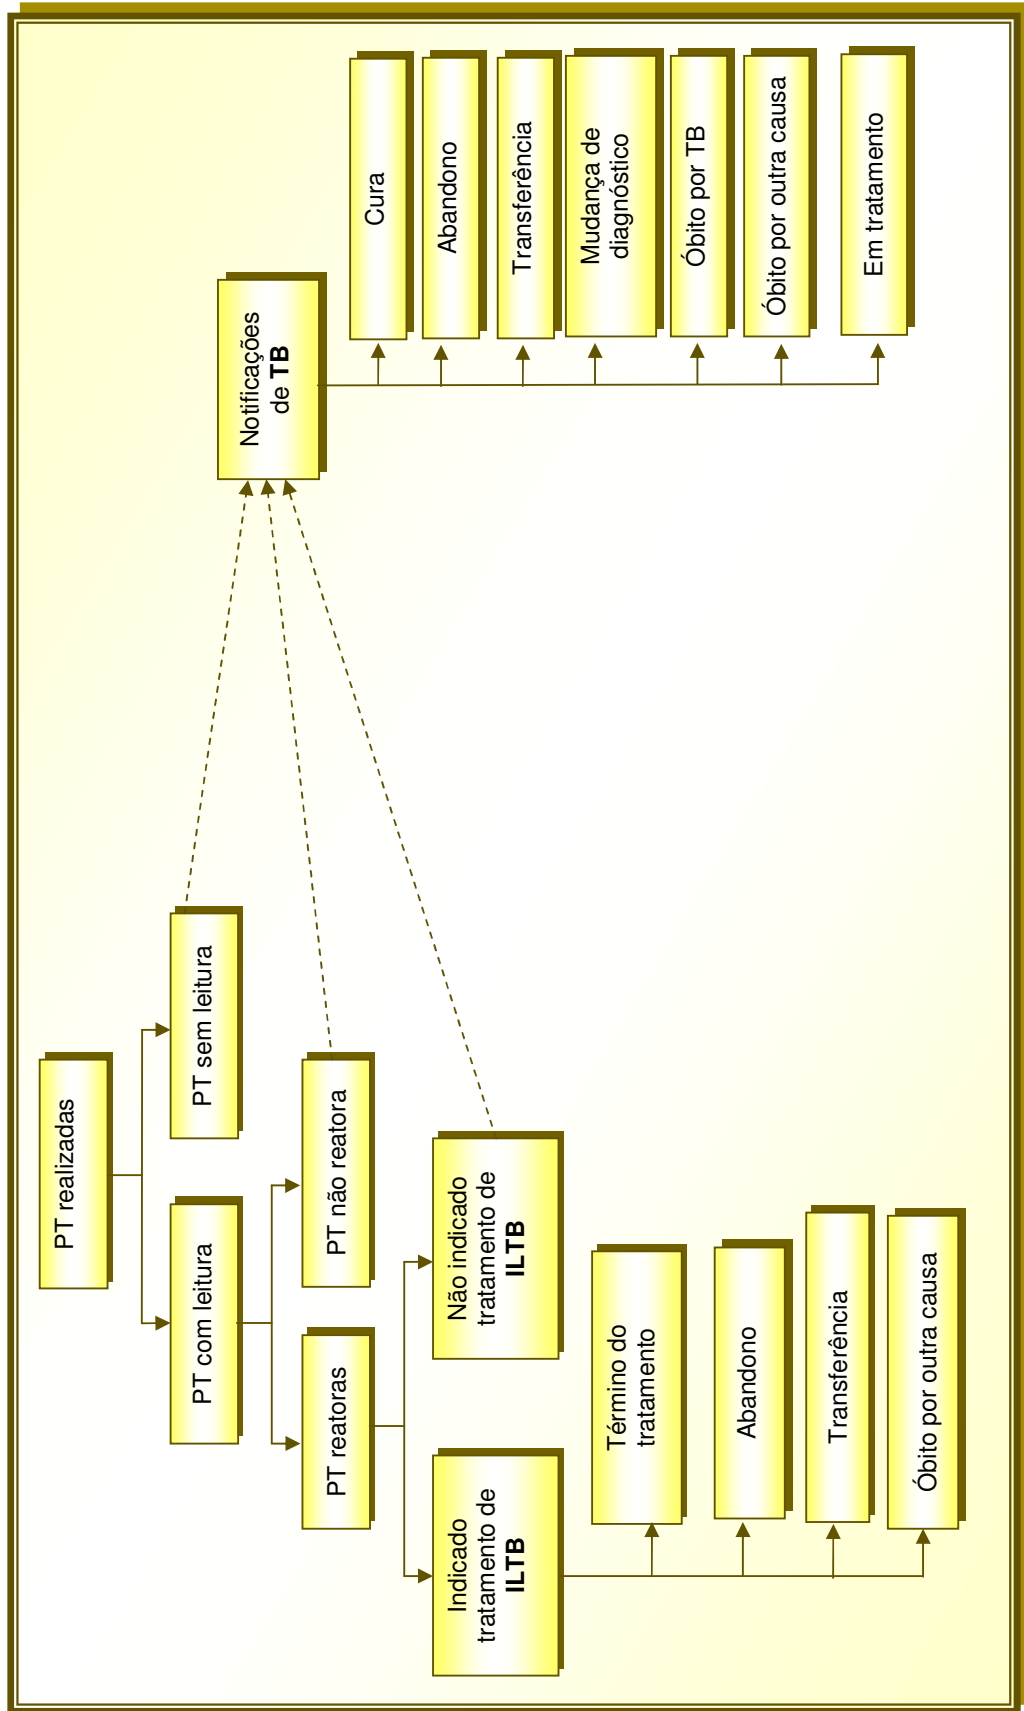 PT realizadas
PT com leitura
PT sem leitura
PT reatoras
PT não reatora
Indicado
tratamento de
ILTB
Não indicado
tratamento de
ILTB
Término do
tratamento
Abandono
Transferência
Óbito por outra causa
Notificações
de TB
Cura
Abandono
Transferência
Mudança de
diagnóstico
Óbito por TB
Óbito por outra causa
Em tratamento